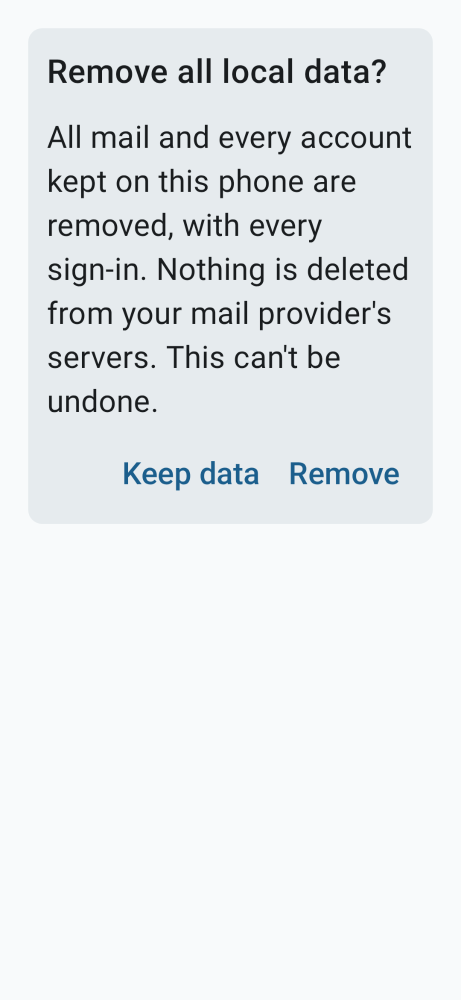 Remove all local data?
All mail and every account
kept on this phone are
removed, with every
sign-in. Nothing is deleted
from your mail provider's
servers. This can't be
undone.
Keep data Remove